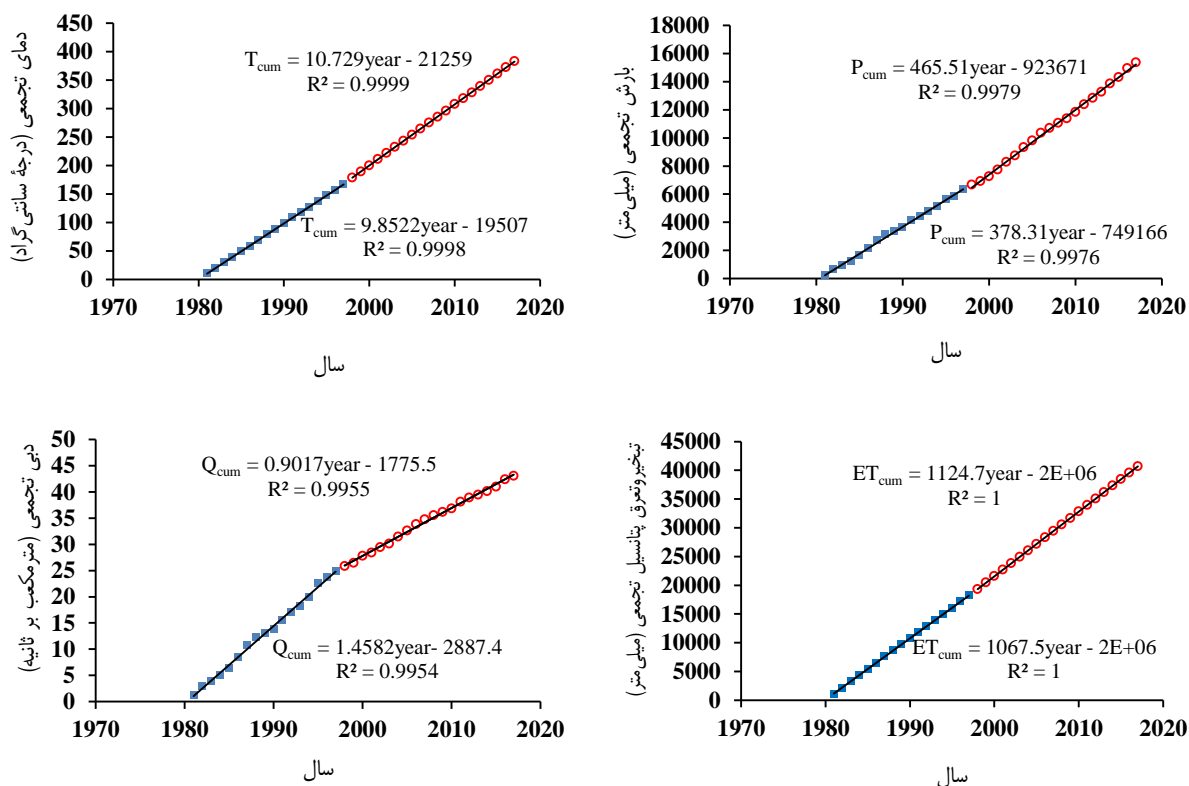 دمای تجمعی (درجۀ سانتی‌گراد)
450
400
350
300
250
200
150
100
50
0
T_cum = 10.729year - 21259
R² = 0.9999
T_cum = 9.8522year - 19507
R² = 0.9998
1970 1980 1990 2000 2010 2020
سال
بارش تجمعی (میلی‌متر)
18000
16000
14000
12000
10000
8000
6000
4000
2000
0
P_cum = 465.51year - 923671
R² = 0.9979
P_cum = 378.31year - 749166
R² = 0.9976
1970 1980 1990 2000 2010 2020
سال
دبی تجمعی (مترمکعب بر ثانیه)
50
45
40
35
30
25
20
15
10
5
0
Q_cum = 0.9017year - 1775.5
R² = 0.9955
Q_cum = 1.4582year- 2887.4
R² = 0.9954
1970 1980 1990 2000 2010 2020
سال
تبخیروتعرق پتانسیل تجمعی (میلی‌متر)
45000
40000
35000
30000
25000
20000
15000
10000
5000
0
ET_cum = 1124.7year - 2E+06
R² = 1
ET_cum = 1067.5year - 2E+06
R² = 1
1970 1980 1990 2000 2010 2020
سال